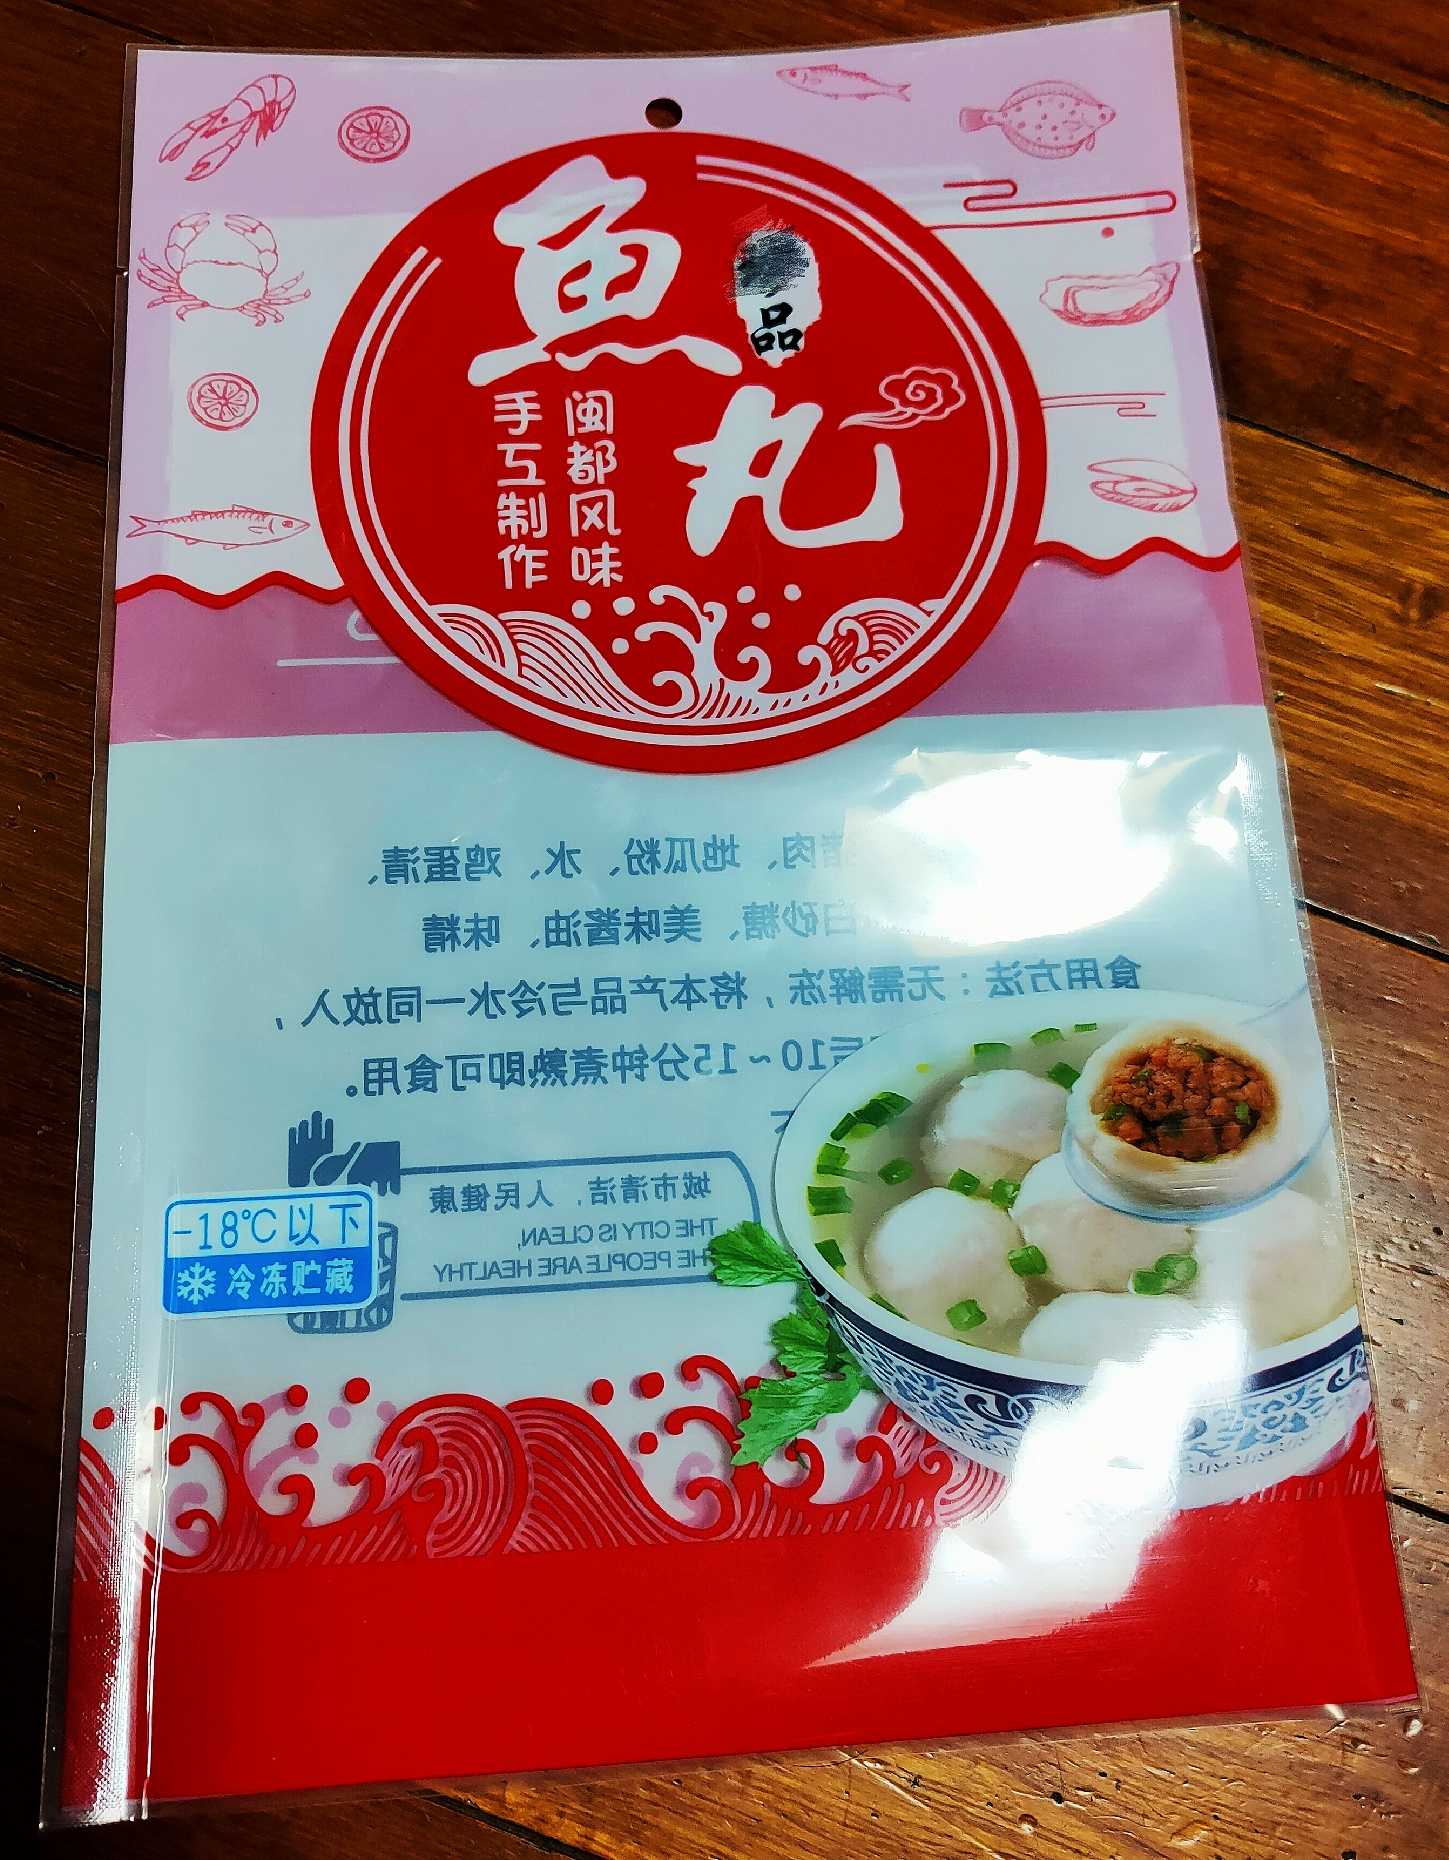 鱼丸
品
闽都风味
手工制作
猪肉、地瓜粉、水、鸡蛋清、
白砂糖、美味酱油、味精
食用方法：无需解冻，将本产品与冷水一同放入，
后10~15分钟煮熟即可食用。
城市清洁，人民健康
THE CITY IS CLEAN,
THE PEOPLE ARE HEALTHY
-18℃以下
冷冻贮藏